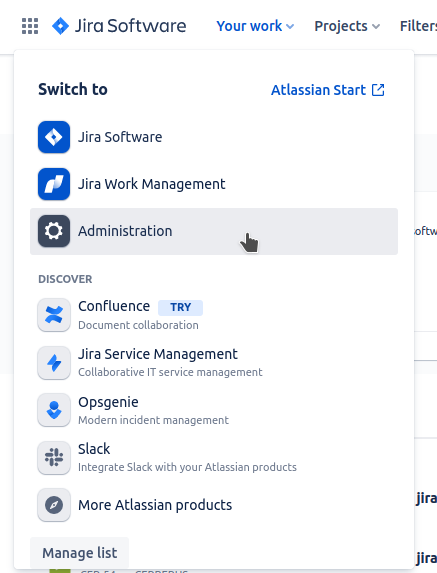 Jira Software Your work Projects Filters
Switch to Atlassian Start
Jira Software
Jira Work Management
Administration
DISCOVER
Confluence TRY
Document collaboration
Jira Service Management
Collaborative IT service management
Opsgenie
Modern incident management
Slack
Integrate Slack with your Atlassian products
More Atlassian products
jira
Manage list
jira